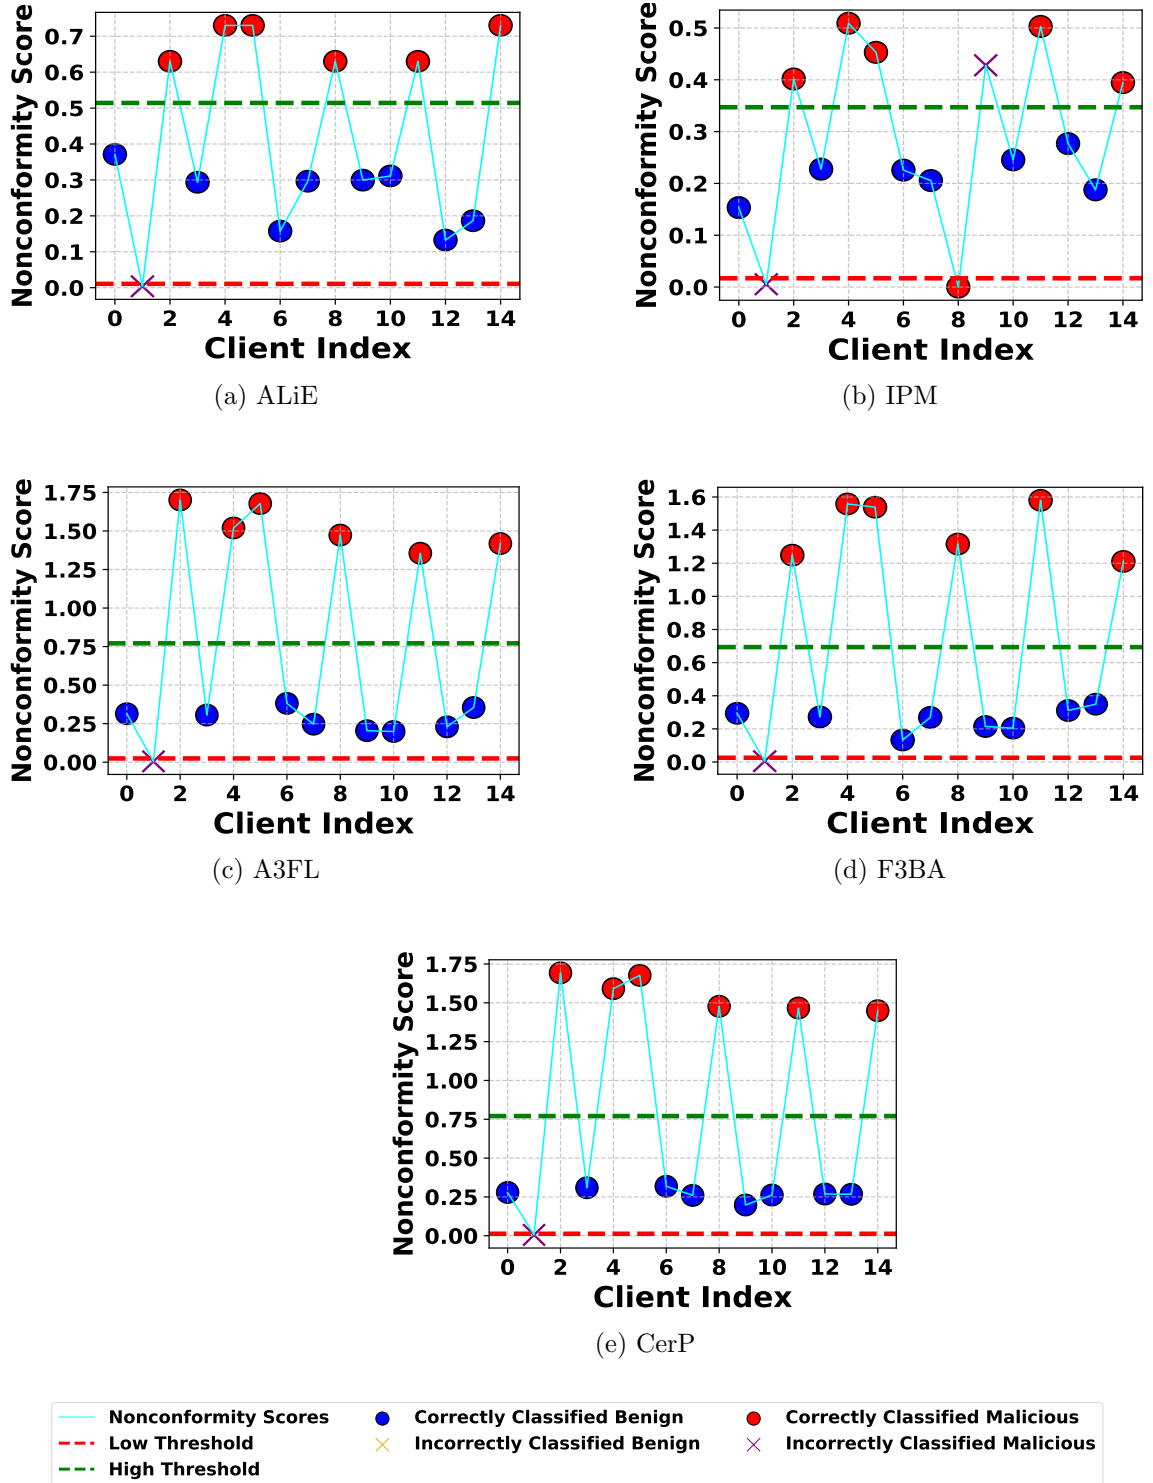 Nonconformity Score
0.7
0.6
0.5
0.4
0.3
0.2
0.1
0.0
0 2 4 6 8 10 12 14
Client Index
(a) ALiE
Nonconformity Score
0.5
0.4
0.3
0.2
0.1
0.0
0 2 4 6 8 10 12 14
Client Index
(b) IPM
Nonconformity Score
1.75
1.50
1.25
1.00
0.75
0.50
0.25
0.00
0 2 4 6 8 10 12 14
Client Index
(c) A3FL
Nonconformity Score
1.6
1.4
1.2
1.0
0.8
0.6
0.4
0.2
0.0
0 2 4 6 8 10 12 14
Client Index
(d) F3BA
Nonconformity Score
1.75
1.50
1.25
1.00
0.75
0.50
0.25
0.00
0 2 4 6 8 10 12 14
Client Index
(e) CerP
Nonconformity Scores
Low Threshold
High Threshold
Correctly Classified Benign
Incorrectly Classified Benign
Correctly Classified Malicious
Incorrectly Classified Malicious